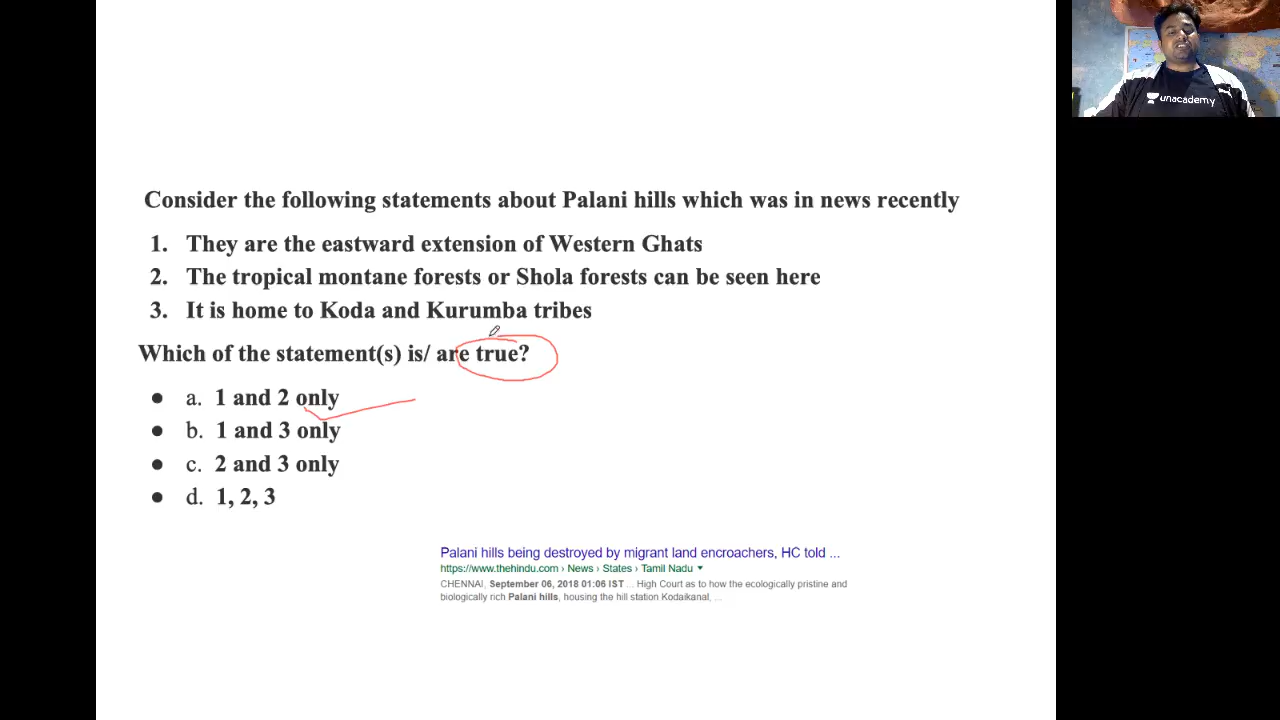 unacademy
Consider the following statements about Palani hills which was in news recently
1. They are the eastward extension of Western Ghats
2. The tropical montane forests or Shola forests can be seen here
3. It is home to Koda and Kurumba tribes
Which of the statement(s) is/ are true?
● a. 1 and 2 only
● b. 1 and 3 only
● c. 2 and 3 only
● d. 1, 2, 3
Palani hills being destroyed by migrant land encroachers, HC told ...
https://www.thehindu.com › News › States › Tamil Nadu ▼
CHENNAI, September 06, 2018 01:06 IST ... High Court as to how the ecologically pristine and
biologically rich Palani hills, housing the hill station Kodaikanal, ...